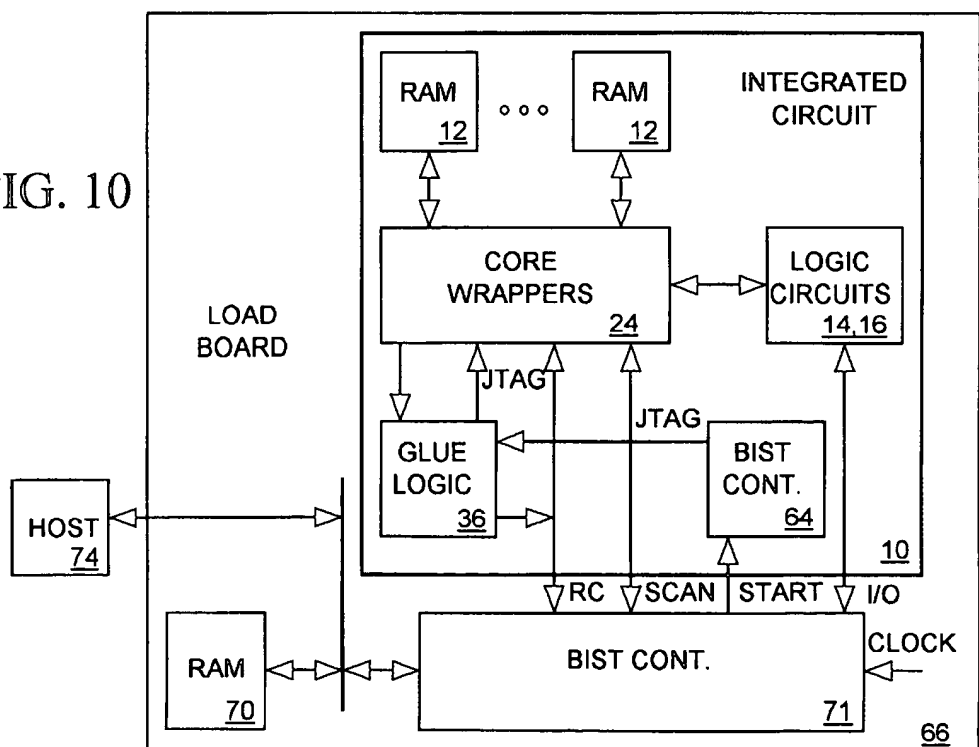 IG. 10
LOAD
BOARD
INTEGRATED
CIRCUIT
RAM
12
RAM
12
CORE
WRAPPERS
24
LOGIC
CIRCUITS
14,16
JTAG
JTAG
GLUE
LOGIC
36
BIST
CONT.
64
10
HOST
74
RC
SCAN
START
I/O
CLOCK
RAM
70
BIST CONT.
71
66